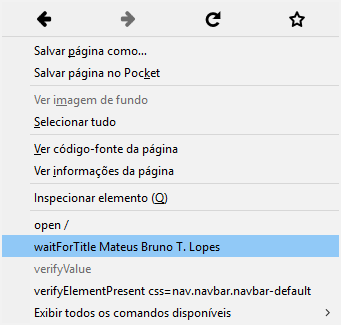 Salvar página como...
Salvar página no Pocket
Ver imagem de fundo
Selecionar tudo
Ver código-fonte da página
Ver informações da página
Inspecionar elemento (Q)
open /
waitForTitle Mateus Bruno T. Lopes
verifyValue
verifyElementPresent css=nav.navbar.navbar-default
Exibir todos os comandos disponíveis